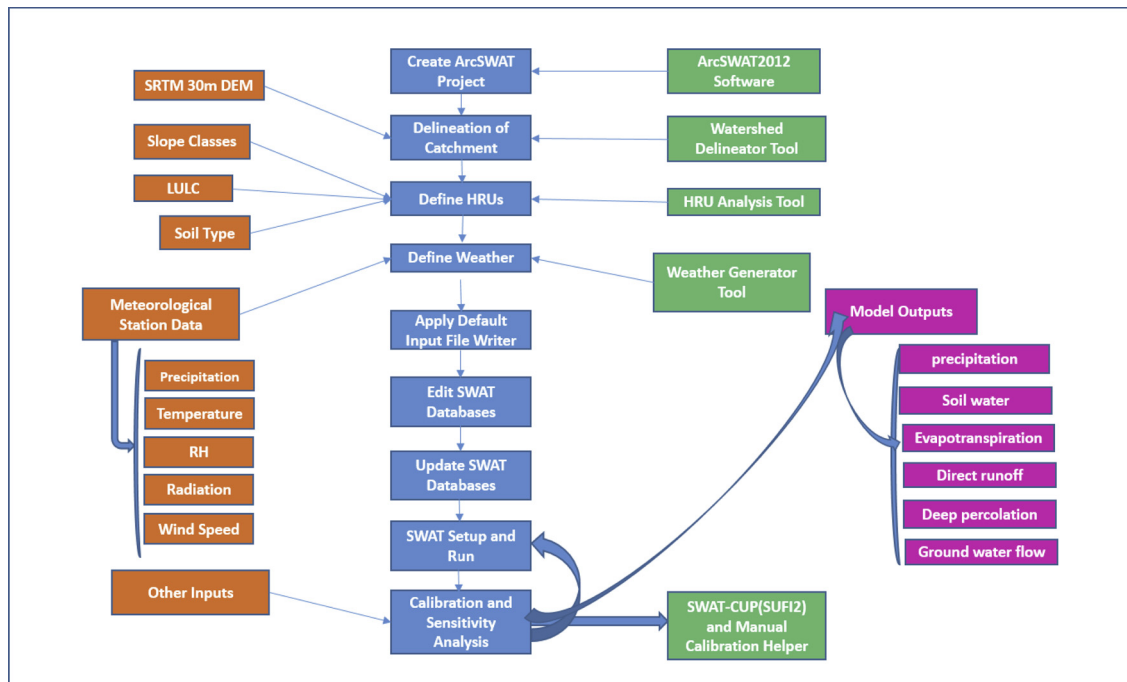 Create ArcSWAT
Project
ArcSWAT2012
Software
SRTM 30m DEM
Delineation of
Catchment
Watershed
Delineator Tool
Slope Classes
LULC
Define HRUs
HRU Analysis Tool
Soil Type
Define Weather
Weather Generator
Tool
Meteorological
Station Data
Apply Default
Input File Writer
Model Outputs
Precipitation
Temperature
RH
Radiation
Wind Speed
Edit SWAT
Databases
Update SWAT
Databases
SWAT Setup and
Run
precipitation
Soil water
Evapotranspiration
Direct runoff
Deep percolation
Ground water flow
Other Inputs
Calibration and
Sensitivity
Analysis
SWAT-CUP(SUFI2)
and Manual
Calibration Helper